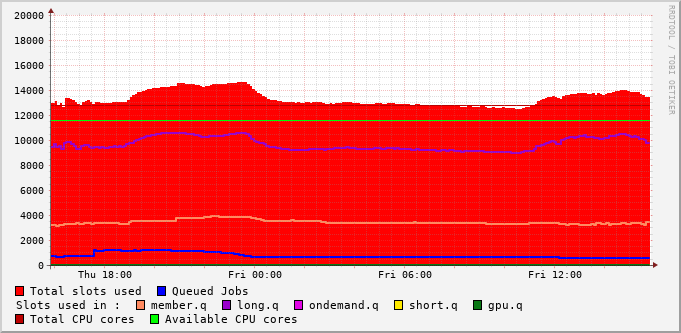 20000
18000
16000
14000
12000
10000
8000
6000
4000
2000
0
Thu 18:00 Fri 00:00 Fri 06:00 Fri 12:00
Total slots used Queued Jobs
Slots used in : member.q long.q ondemand.q short.q gpu.q
Total CPU cores Available CPU cores
RRDTOOL / TOBI OETIKER